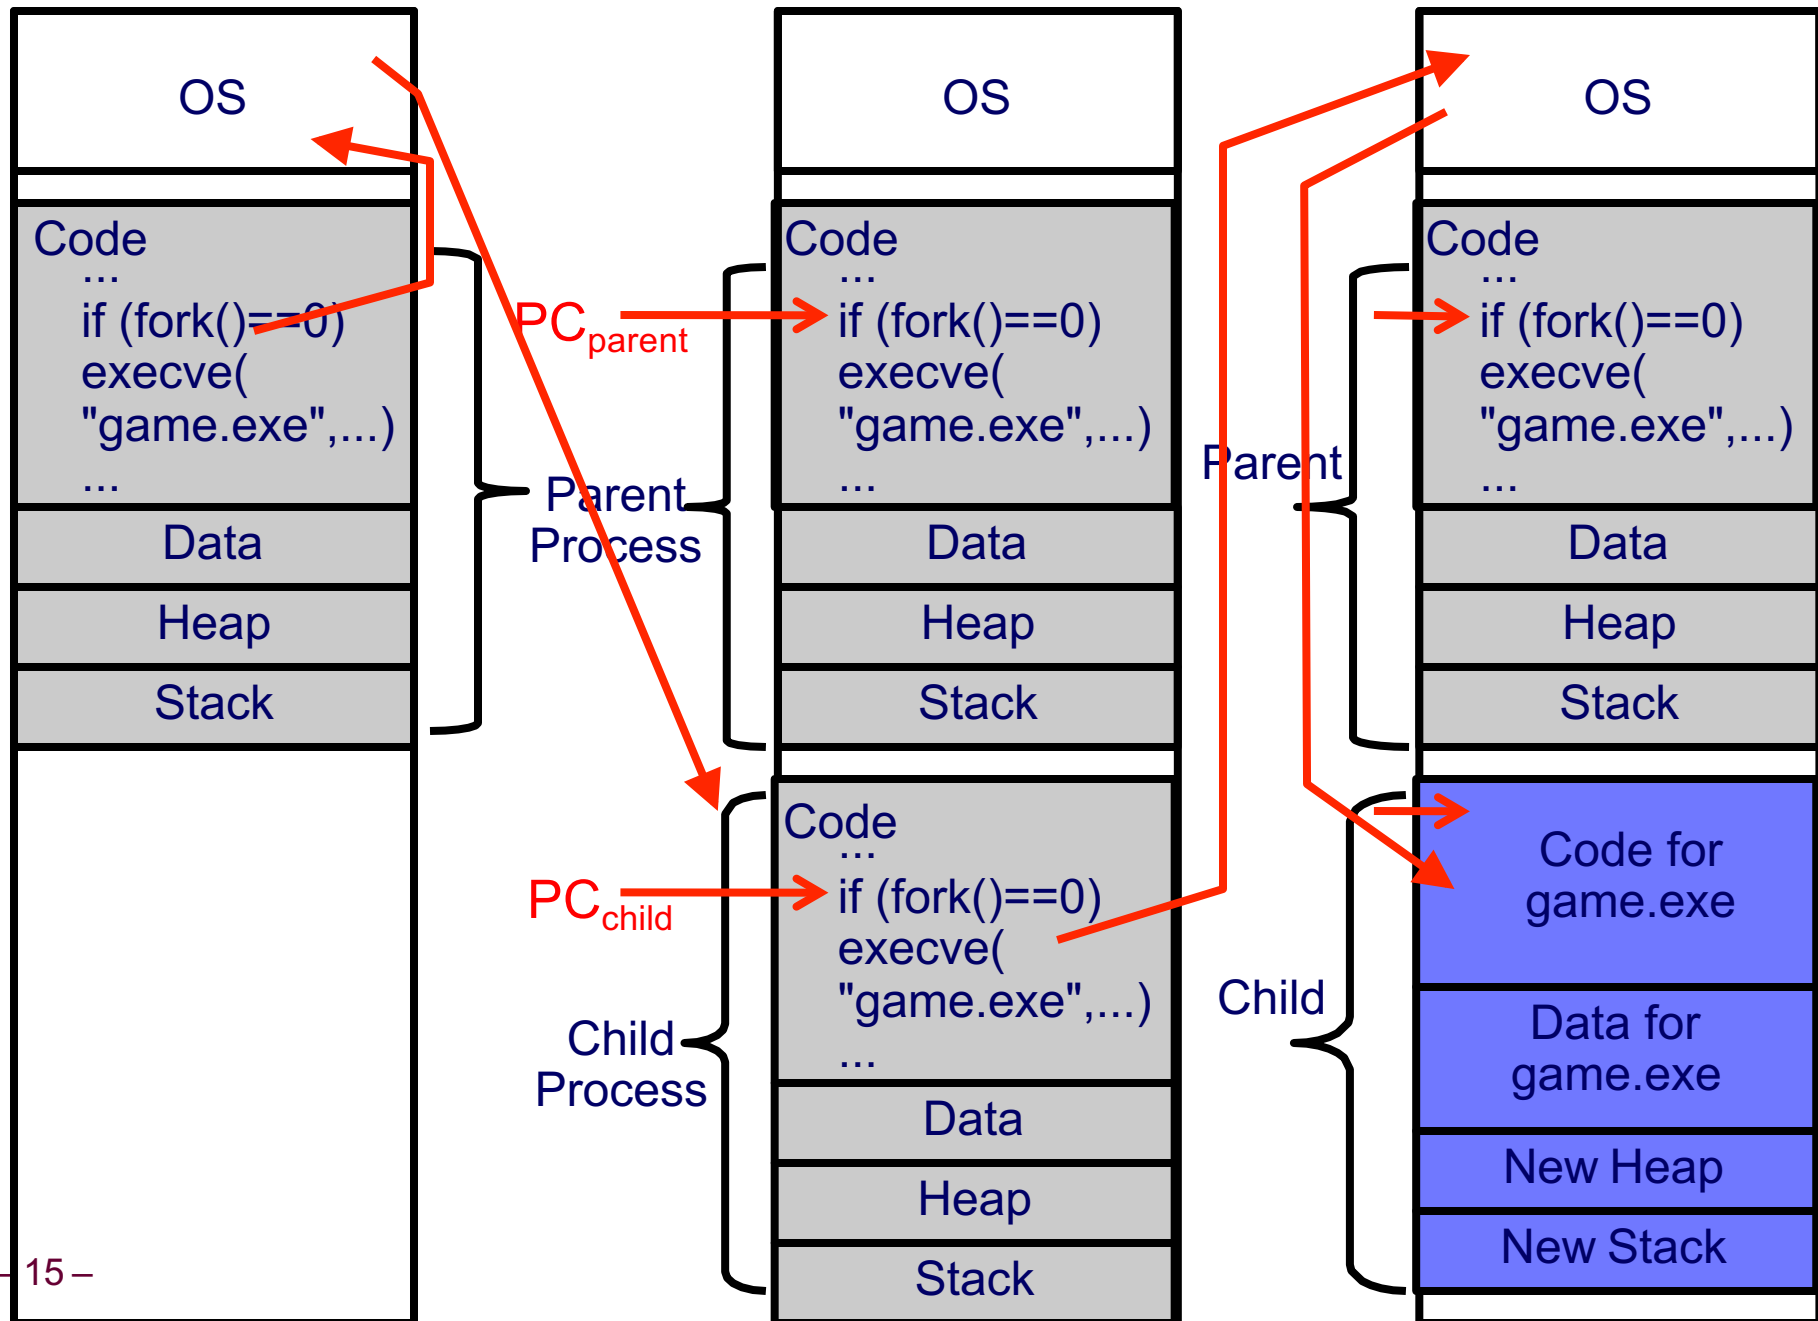 OS
Code
...
if (fork()==0)
execve(
"game.exe",...)
...
Data
Heap
Stack
Parent
Process
– 15 –
OS
Code
...
PCparent
if (fork()==0)
execve(
"game.exe",...)
...
Data
Heap
Stack
Code
...
PCchild
if (fork()==0)
execve(
"game.exe",...)
...
Child
Process
Data
Heap
Stack
OS
Code
...
if (fork()==0)
execve(
"game.exe",...)
...
Parent
Data
Heap
Stack
Child
Code for
game.exe
Data for
game.exe
New Heap
New Stack